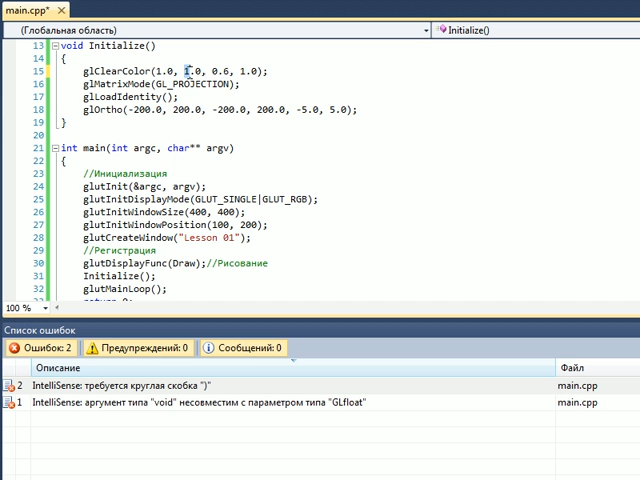 main.cpp*
(Глобальная область)
Initialize()
13 void Initialize()
14 {
15 glClearColor(1.0, 1.0, 0.6, 1.0);
16 glMatrixMode(GL_PROJECTION);
17 glLoadIdentity();
18 glOrtho(-200.0, 200.0, -200.0, 200.0, -5.0, 5.0);
19 }
20
21 int main(int argc, char** argv)
22 {
23 //Инициализация
24 glutInit(&argc, argv);
25 glutInitDisplayMode(GLUT_SINGLE|GLUT_RGB);
26 glutInitWindowSize(400, 400);
27 glutInitWindowPosition(100, 200);
28 glutCreateWindow("Lesson 01");
29 //Регистрация
30 glutDisplayFunc(Draw);//Рисование
31 Initialize();
32 glutMainLoop();
33 return 0;
100 %
Список ошибок
Ошибок: 2
Предупреждений: 0
Сообщений: 0
Описание
Файл
2 IntelliSense: требуется круглая скобка ")" main.cpp
1 IntelliSense: аргумент типа "void" несовместим с параметром типа "GLfloat" main.cpp